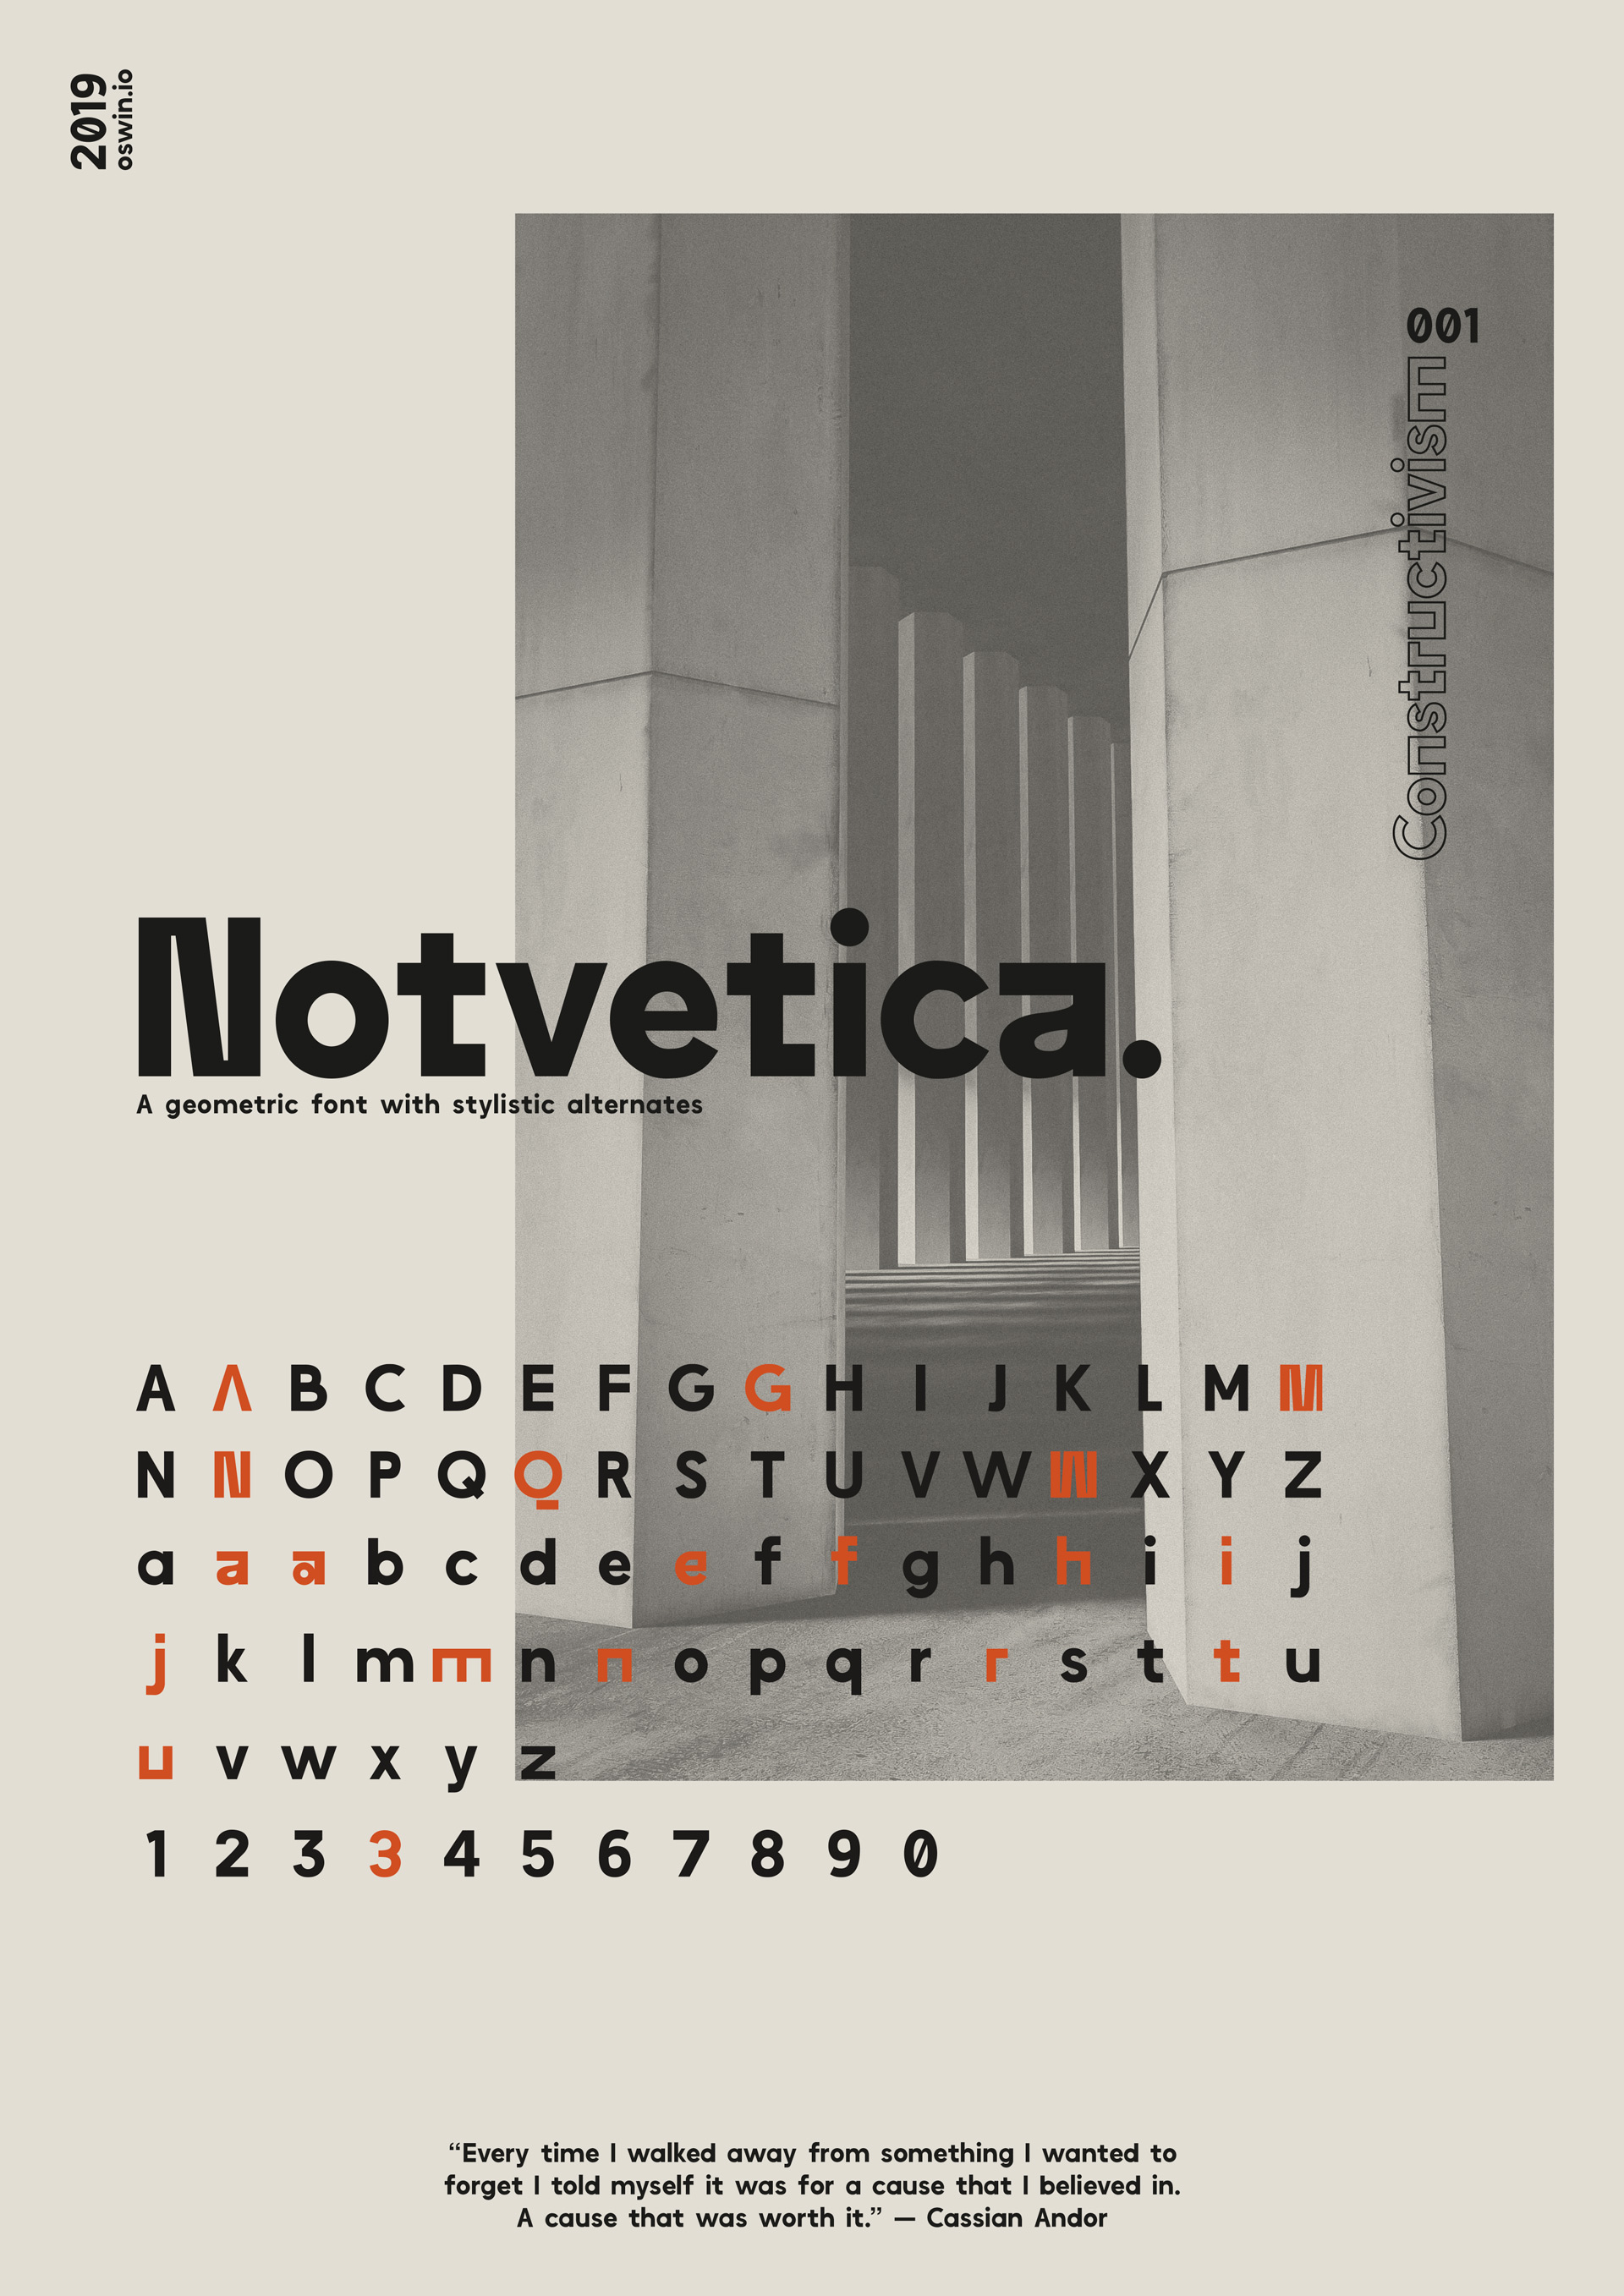 2019
oswin.io
001
Constructivism
Notvetica.
A geometric font with stylistic alternates
A A B C D E F G G H I J K L M M
N N O P Q Q R S T U V W W X Y Z
a a a b c d e e f f g h h i i j
j k l m m n n o p q r r s t t u
u v w x y z
1 2 3 3 4 5 6 7 8 9 0
“Every time I walked away from something I wanted to
forget I told myself it was for a cause that I believed in.
A cause that was worth it.” — Cassian Andor